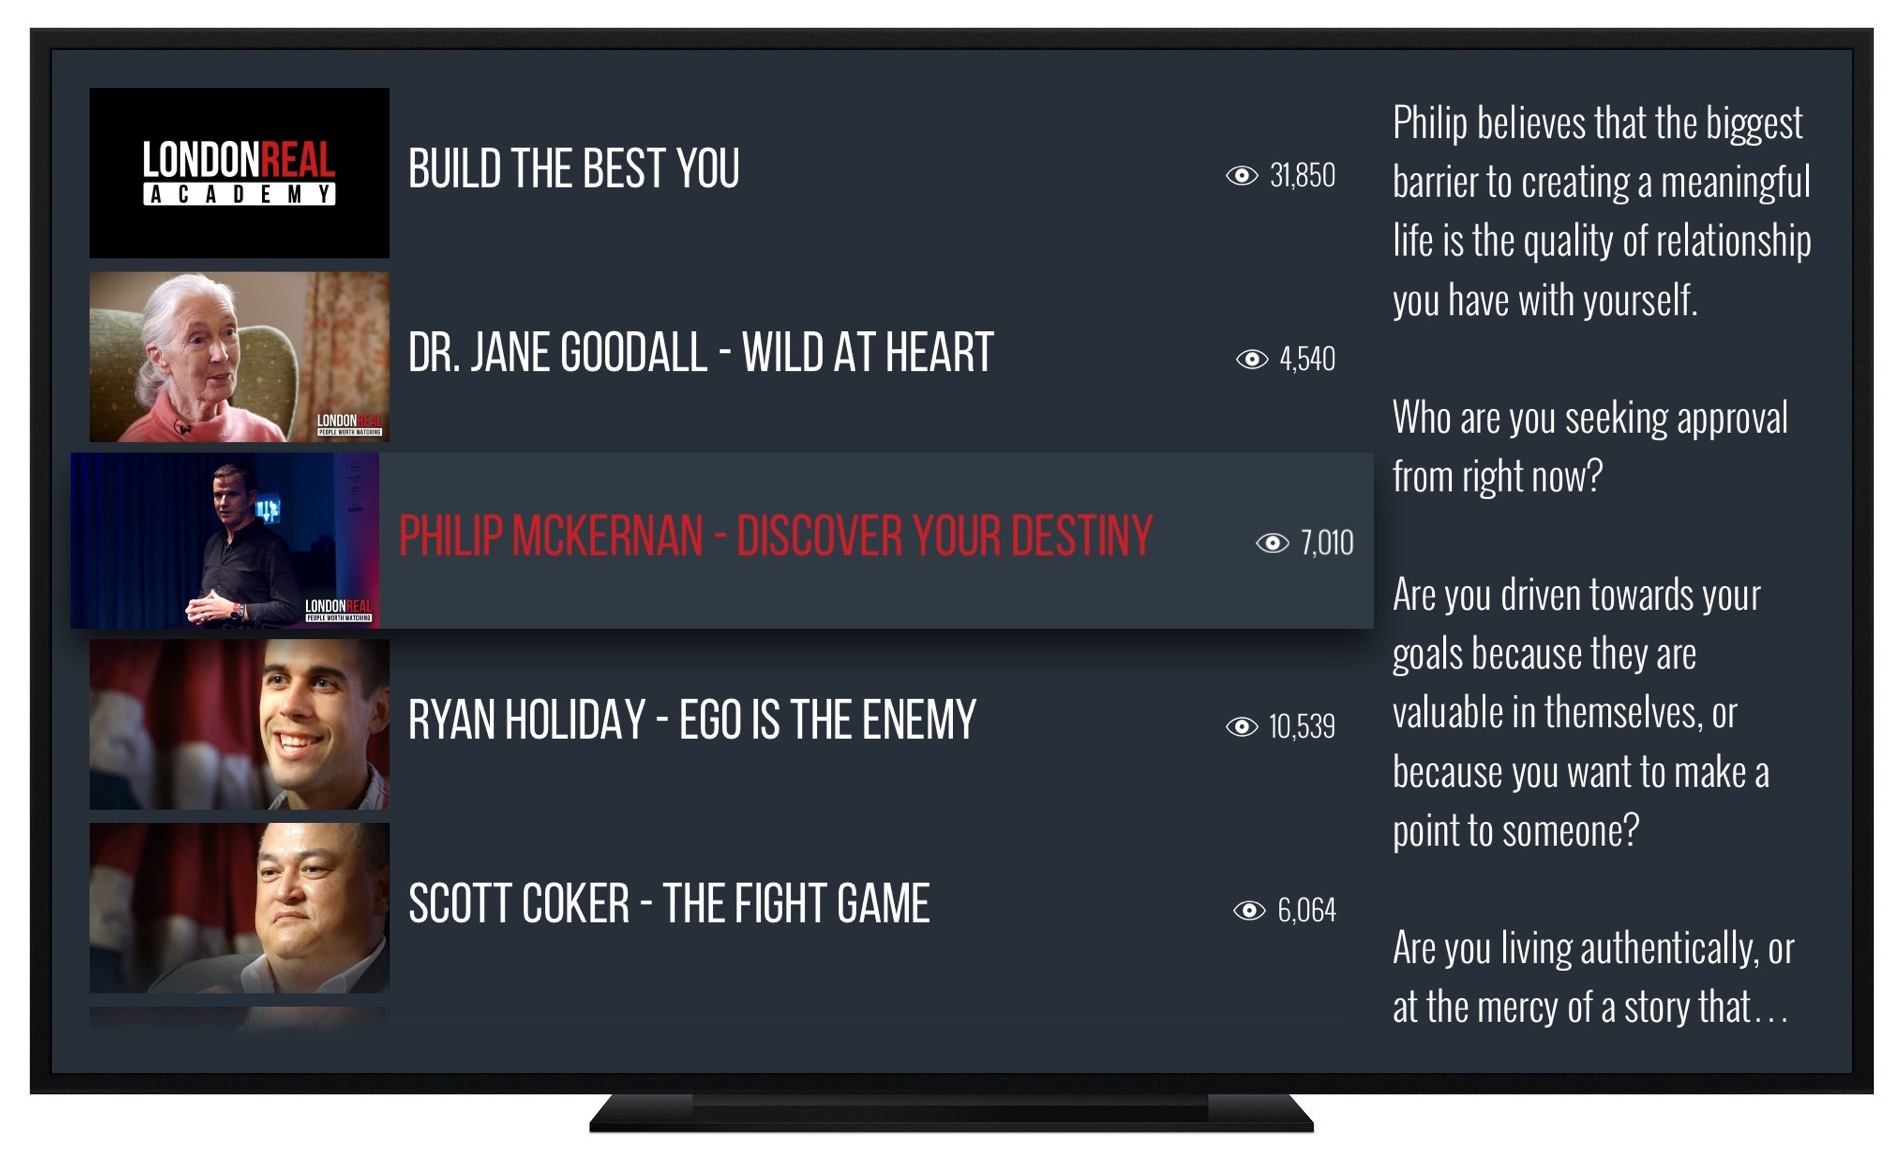 LONDONREAL
ACADEMY
BUILD THE BEST YOU
31,850
DR. JANE GOODALL - WILD AT HEART
4,540
LONDONREAL
PEOPLE WORTH WATCHING
PHILIP MCKERNAN - DISCOVER YOUR DESTINY
7,010
LONDONREAL
PEOPLE WORTH WATCHING
RYAN HOLIDAY - EGO IS THE ENEMY
10,539
SCOTT COKER - THE FIGHT GAME
6,064
Philip believes that the biggest
barrier to creating a meaningful
life is the quality of relationship
you have with yourself.
Who are you seeking approval
from right now?
Are you driven towards your
goals because they are
valuable in themselves, or
because you want to make a
point to someone?
Are you living authentically, or
at the mercy of a story that…